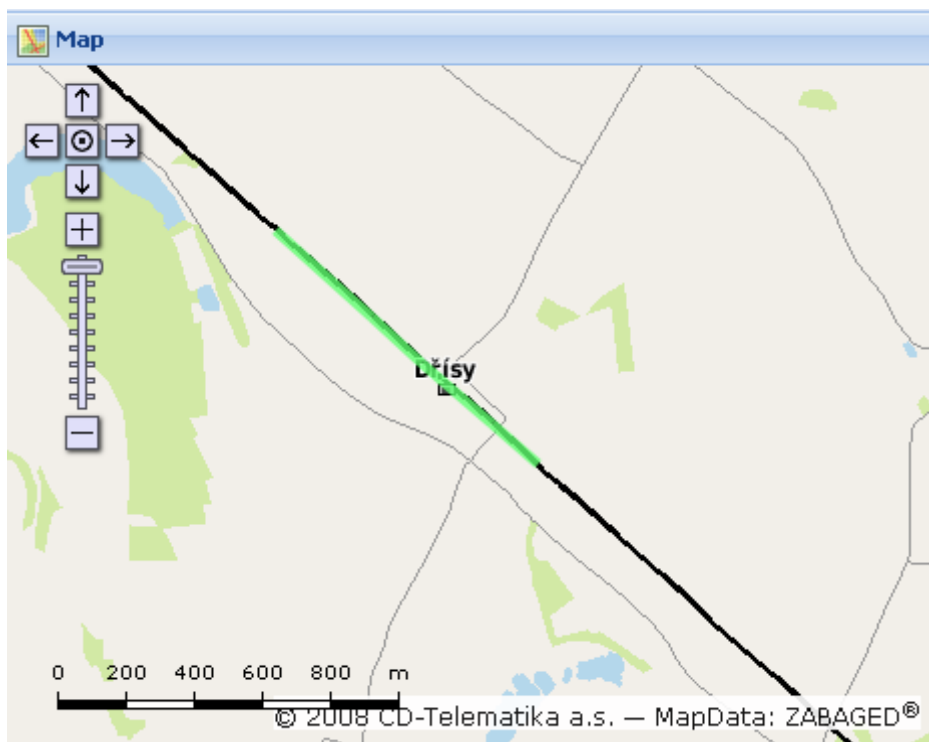 Map
Dřísy
0 200 400 600 800 m
© 2008 CD-Telematika a.s. — MapData: ZABAGED®